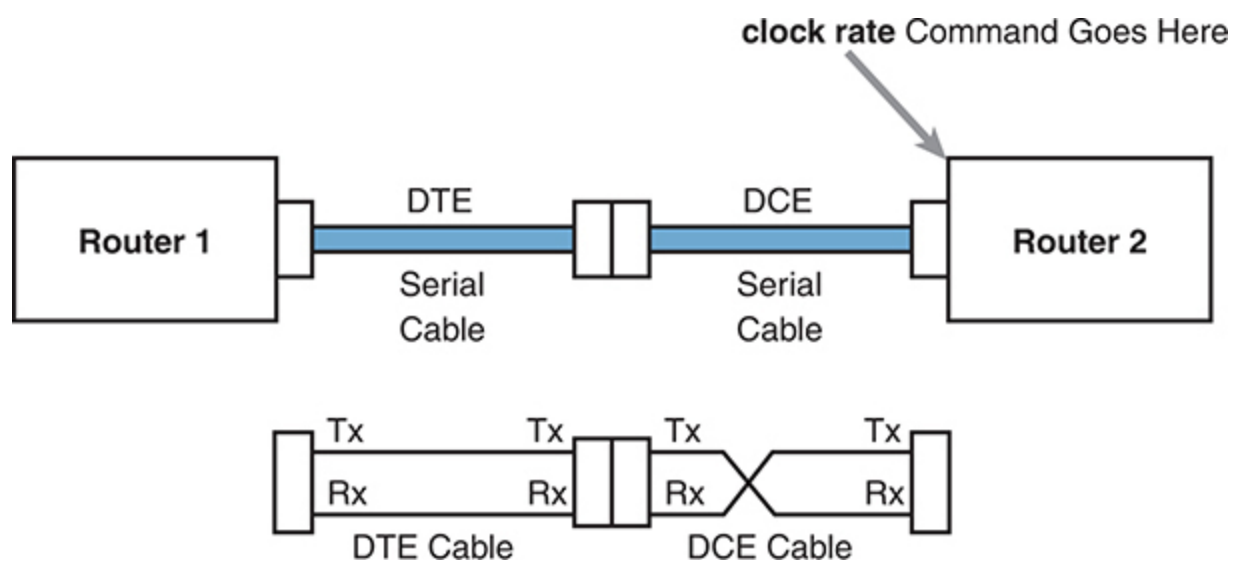 clock rate Command Goes Here
DTE
DCE
Router 1
Router 2
Serial
Cable
Serial
Cable
Tx
Tx
Tx
Tx
Rx
Rx
Rx
Rx
DTE Cable
DCE Cable